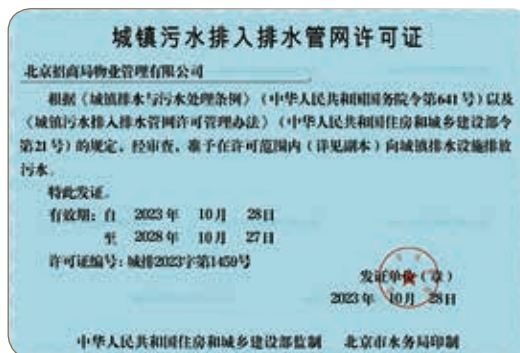 城镇污水排入排水管网许可证
北京招商局物业管理有限公司
根据《城镇排水与污水处理条例》（中华人民共和国国务院令第641号）以及
《城镇污水排入排水管网许可管理办法》（中华人民共和国住房和城乡建设部令
第21号）的规定，经审查，准予在许可范围内（详见副本）向城镇排水设施排放
污水。
特此发证。
有效期：自 2023年 10月 28日
至 2028年 10月 27日
许可证编号：城排2023字第1459号
发证单位（章）
2023年 10月 28日
中华人民共和国住房和城乡建设部监制 北京市水务局印制